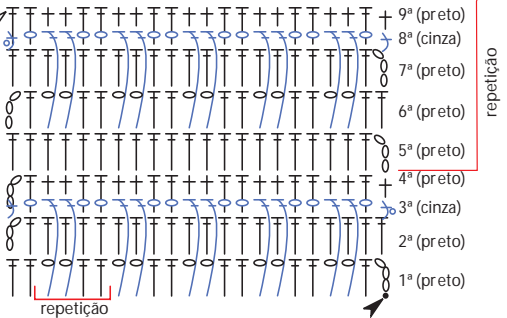 9ª (preto)
8ª (cinza)
7ª (preto)
6ª (preto)
5ª (preto)
4ª (preto)
3ª (cinza)
2ª (preto)
1ª (preto)
repetição
repetição